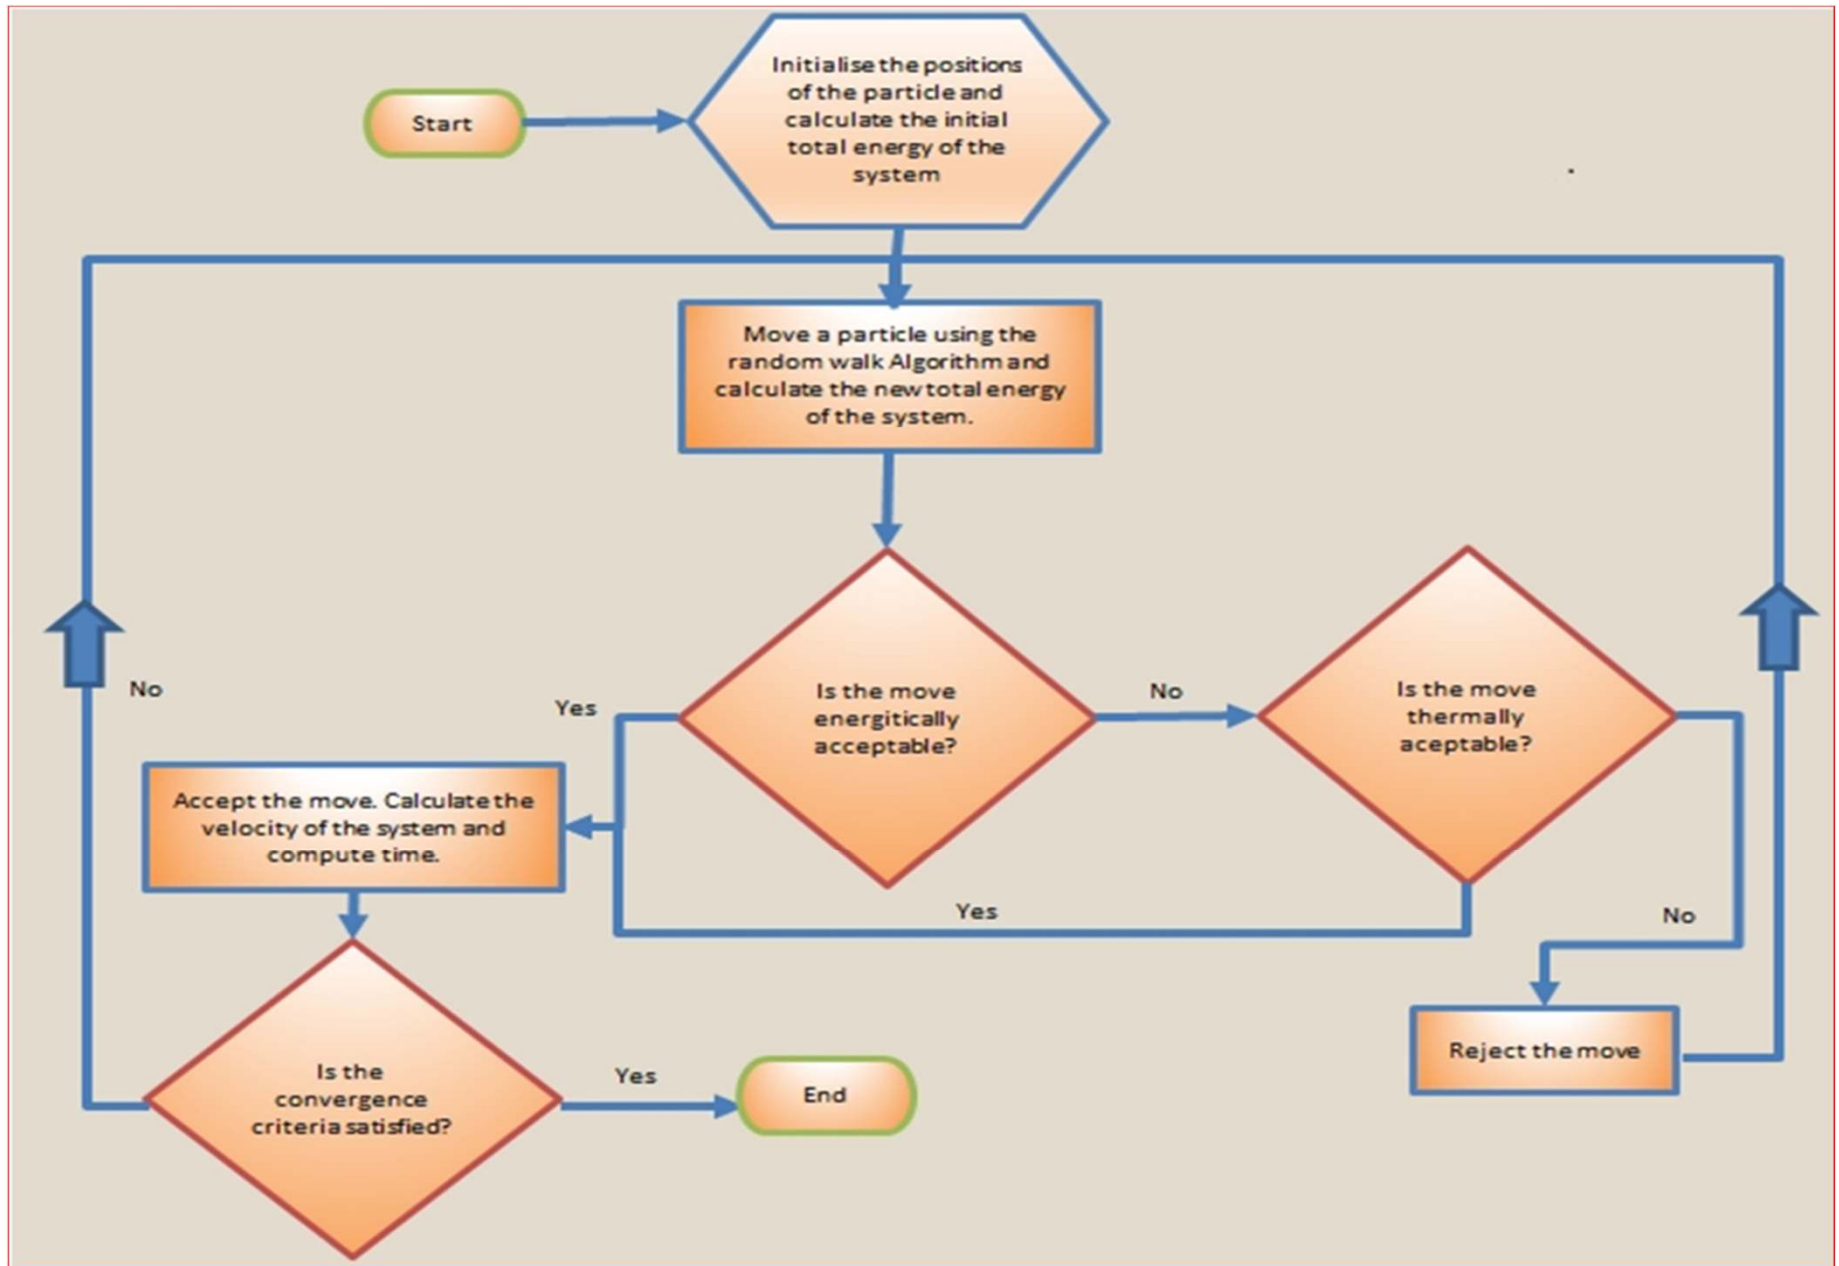 Start
Initialise the positions
of the particle and
calculate the initial
total energy of the
system
Move a particle using the
random walk Algorithm and
calculate the new total energy
of the system.
Is the move
energitically
acceptable?
No
Is the move
thermally
aceptable?
Yes
No
Accept the move. Calculate the
velocity of the system and
compute time.
Yes
No
Reject the move
Is the
convergence
criteria satisfied?
Yes
End